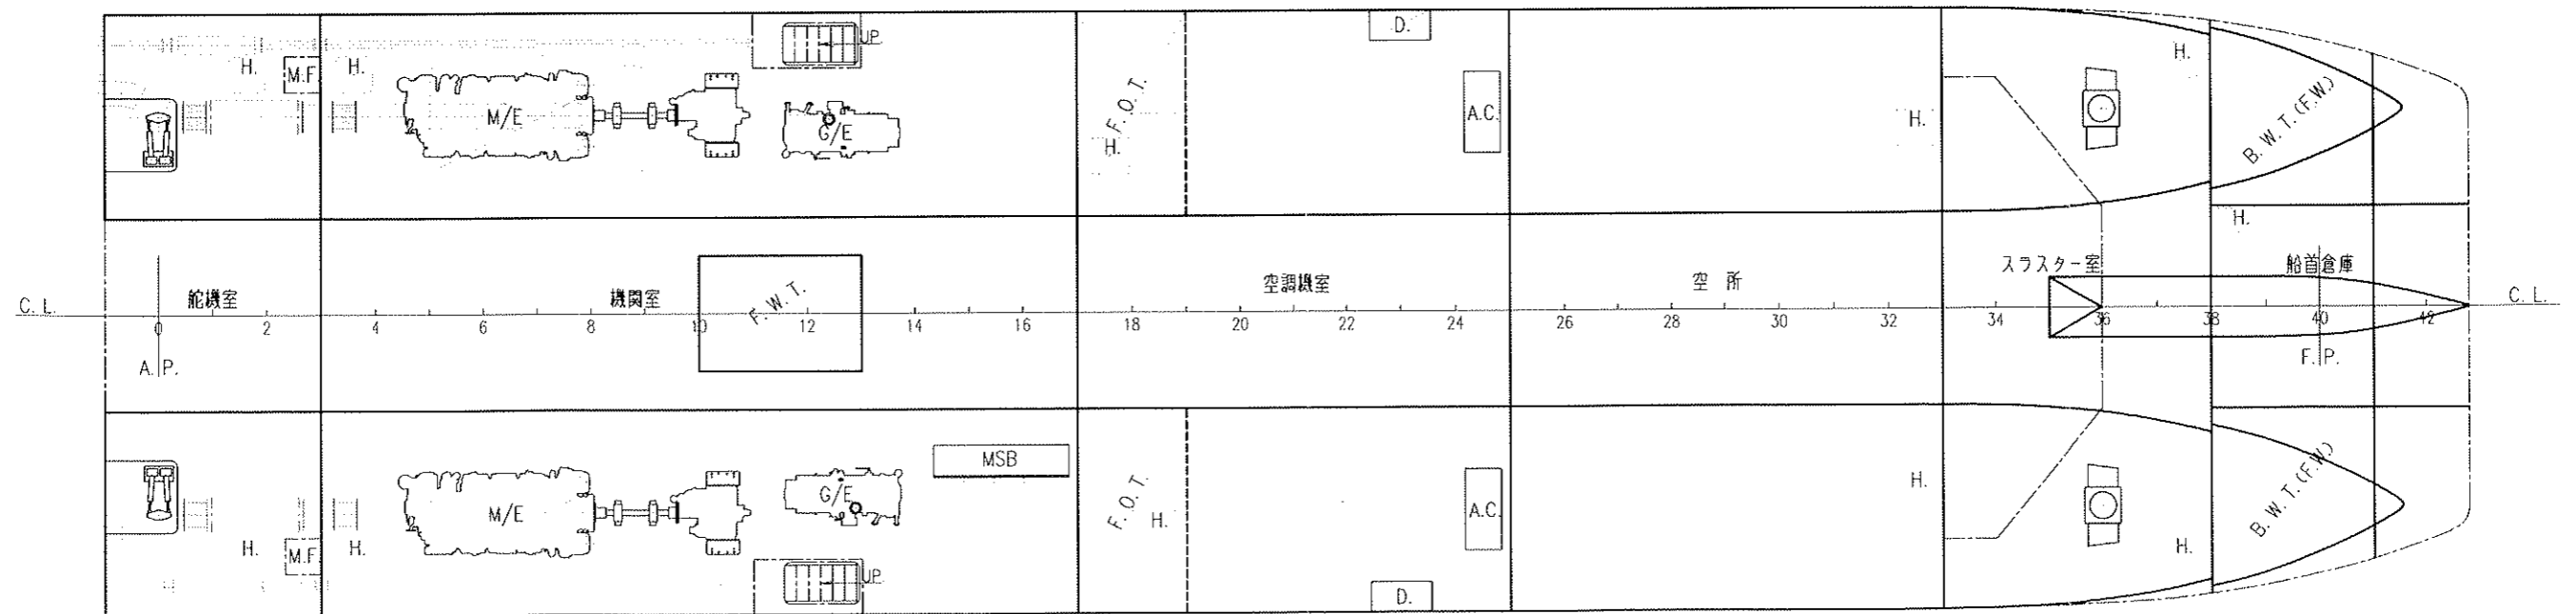 D.
UP
H.
M.F
H.
H.
M/E
G/E
F.O.T.
H.
A.C.
H.
B.W.T.(F.W.)
H.
C. L.
舵機室
機関室
F.W.T.
空調機室
空 所
スラスター室
船首倉庫
C. L.
0 2 4 6 8 10 12 14 16 18 20 22 24 26 28 30 32 34 36 38 40 42
A. P.
F. P.
MSB
M/E
G/E
F.O.T.
H.
A.C.
H.
B.W.T.(F.W)
H.
M.F
H.
H.
UP
D.